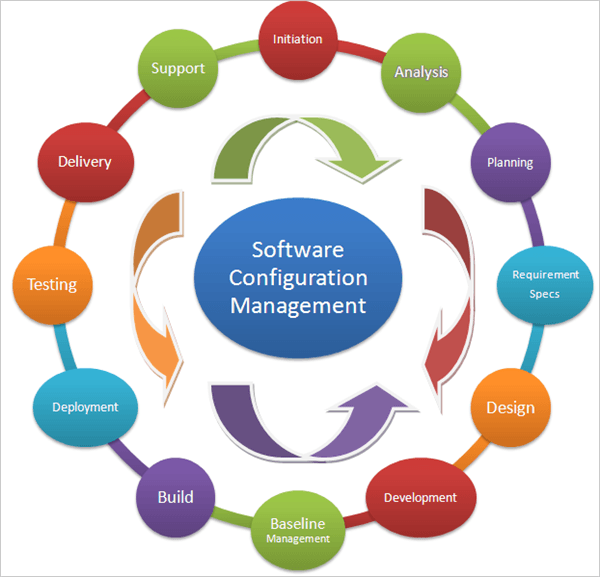 Initiation
Analysis
Planning
Requirement
Specs
Design
Development
Baseline
Management
Build
Deployment
Testing
Delivery
Support
Software
Configuration
Management